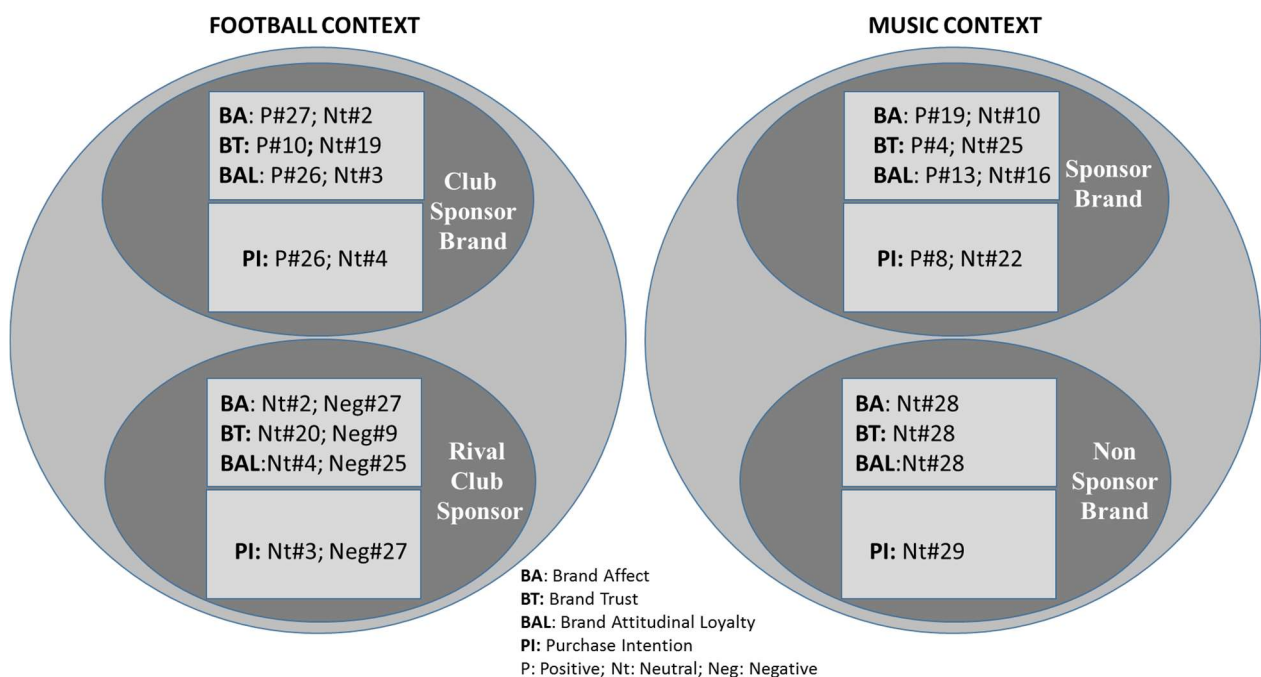 FOOTBALL CONTEXT
BA: P#27; Nt#2
BT: P#10; Nt#19
BAL: P#26; Nt#3
Club
Sponsor
Brand
PI: P#26; Nt#4
BA: Nt#2; Neg#27
BT: Nt#20; Neg#9
BAL:Nt#4; Neg#25
Rival
Club
Sponsor
PI: Nt#3; Neg#27
MUSIC CONTEXT
BA: P#19; Nt#10
BT: P#4; Nt#25
BAL: P#13; Nt#16
Sponsor
Brand
PI: P#8; Nt#22
BA: Nt#28
BT: Nt#28
BAL:Nt#28
Non
Sponsor
Brand
PI: Nt#29
BA: Brand Affect
BT: Brand Trust
BAL: Brand Attitudinal Loyalty
PI: Purchase Intention
P: Positive; Nt: Neutral; Neg: Negative